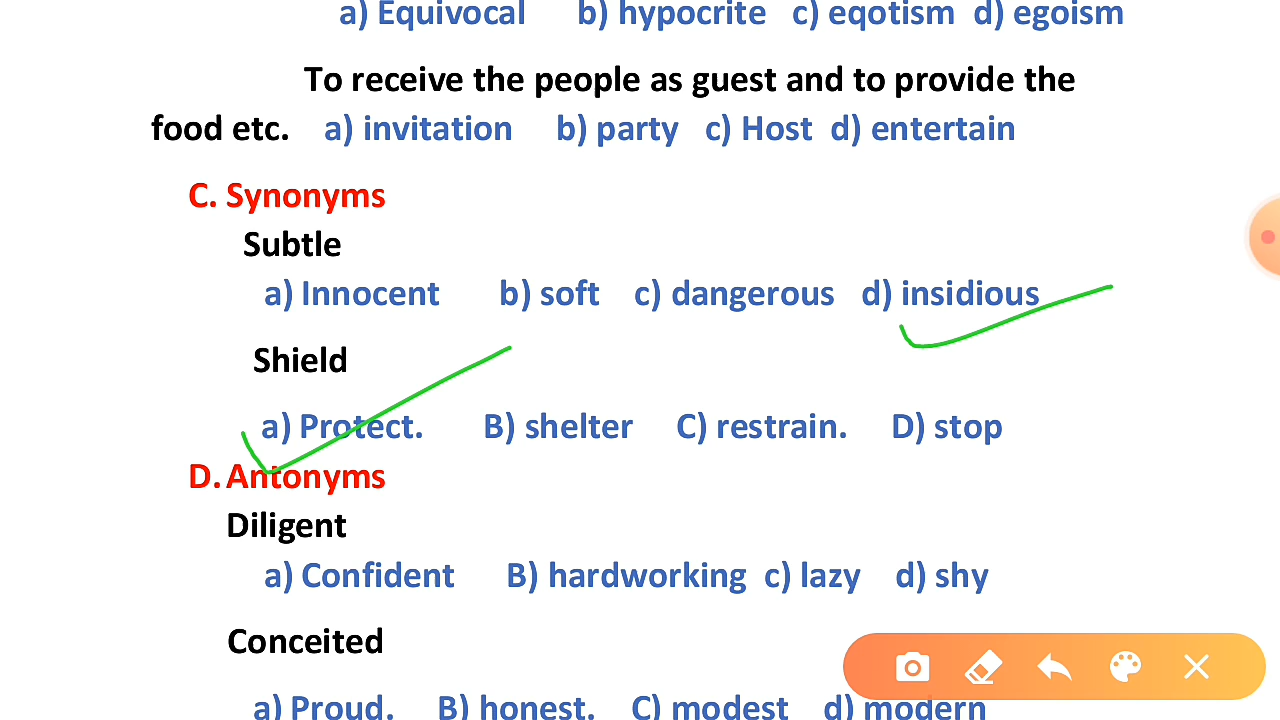 a) Equivocal b) hypocrite c) eqotism d) egoism
To receive the people as guest and to provide the
food etc. a) invitation b) party c) Host d) entertain
C. Synonyms
Subtle
a) Innocent b) soft c) dangerous d) insidious
Shield
a) Protect. B) shelter C) restrain. D) stop
D. Antonyms
Diligent
a) Confident B) hardworking c) lazy d) shy
Conceited
a) Proud. B) honest. C) modest d) modern